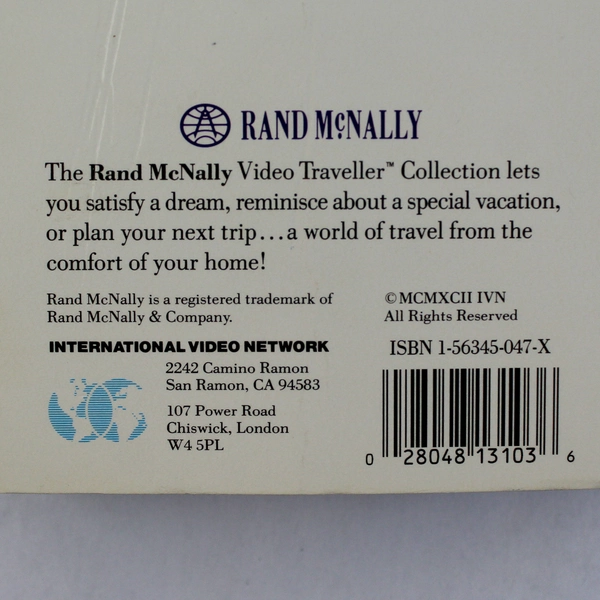 RAND McNALLY
The Rand McNally Video Traveller™ Collection lets
you satisfy a dream, reminisce about a special vacation,
or plan your next trip...a world of travel from the
comfort of your home!
Rand McNally is a registered trademark of
Rand McNally & Company.
©MCMXCII IVN
All Rights Reserved
INTERNATIONAL VIDEO NETWORK
2242 Camino Ramon
San Ramon, CA 94583
107 Power Road
Chiswick, London
W4 5PL
ISBN 1-56345-047-X
0 28048 13103 6